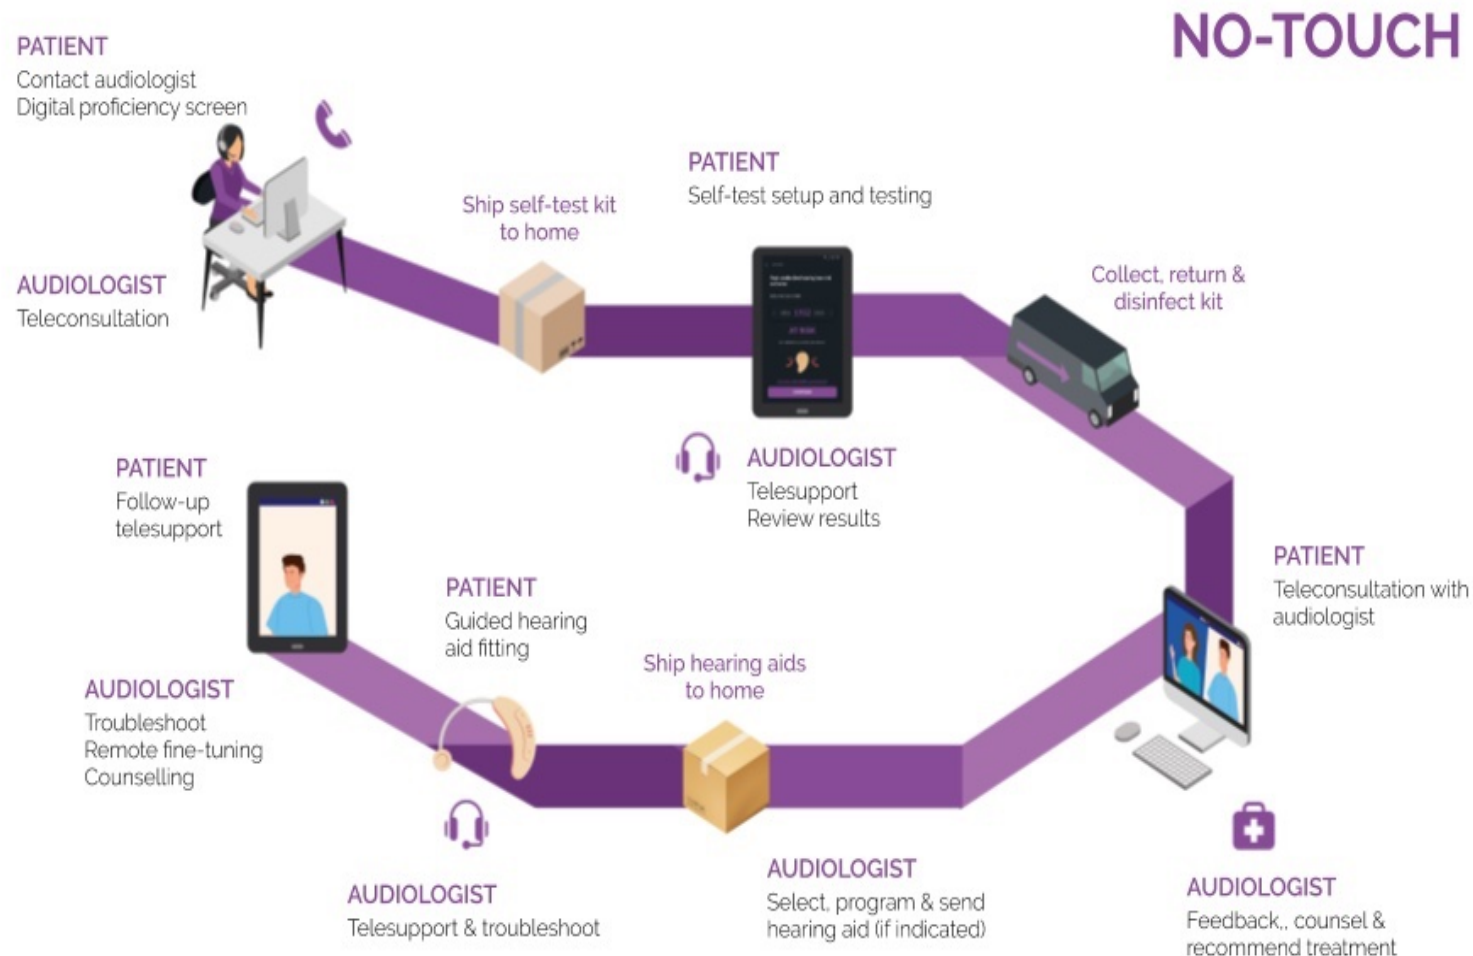 NO-TOUCH
PATIENT
Contact audiologist
Digital proficiency screen
AUDIOLOGIST
Teleconsultation
Ship self-test kit
to home
PATIENT
Self-test setup and testing
AUDIOLOGIST
Telesupport
Review results
Collect, return &
disinfect kit
PATIENT
Teleconsultation with
audiologist
AUDIOLOGIST
Feedback,, counsel &
recommend treatment
AUDIOLOGIST
Select, program & send
hearing aid (if indicated)
Ship hearing aids
to home
PATIENT
Guided hearing
aid fitting
AUDIOLOGIST
Telesupport & troubleshoot
PATIENT
Follow-up
telesupport
AUDIOLOGIST
Troubleshoot
Remote fine-tuning
Counselling